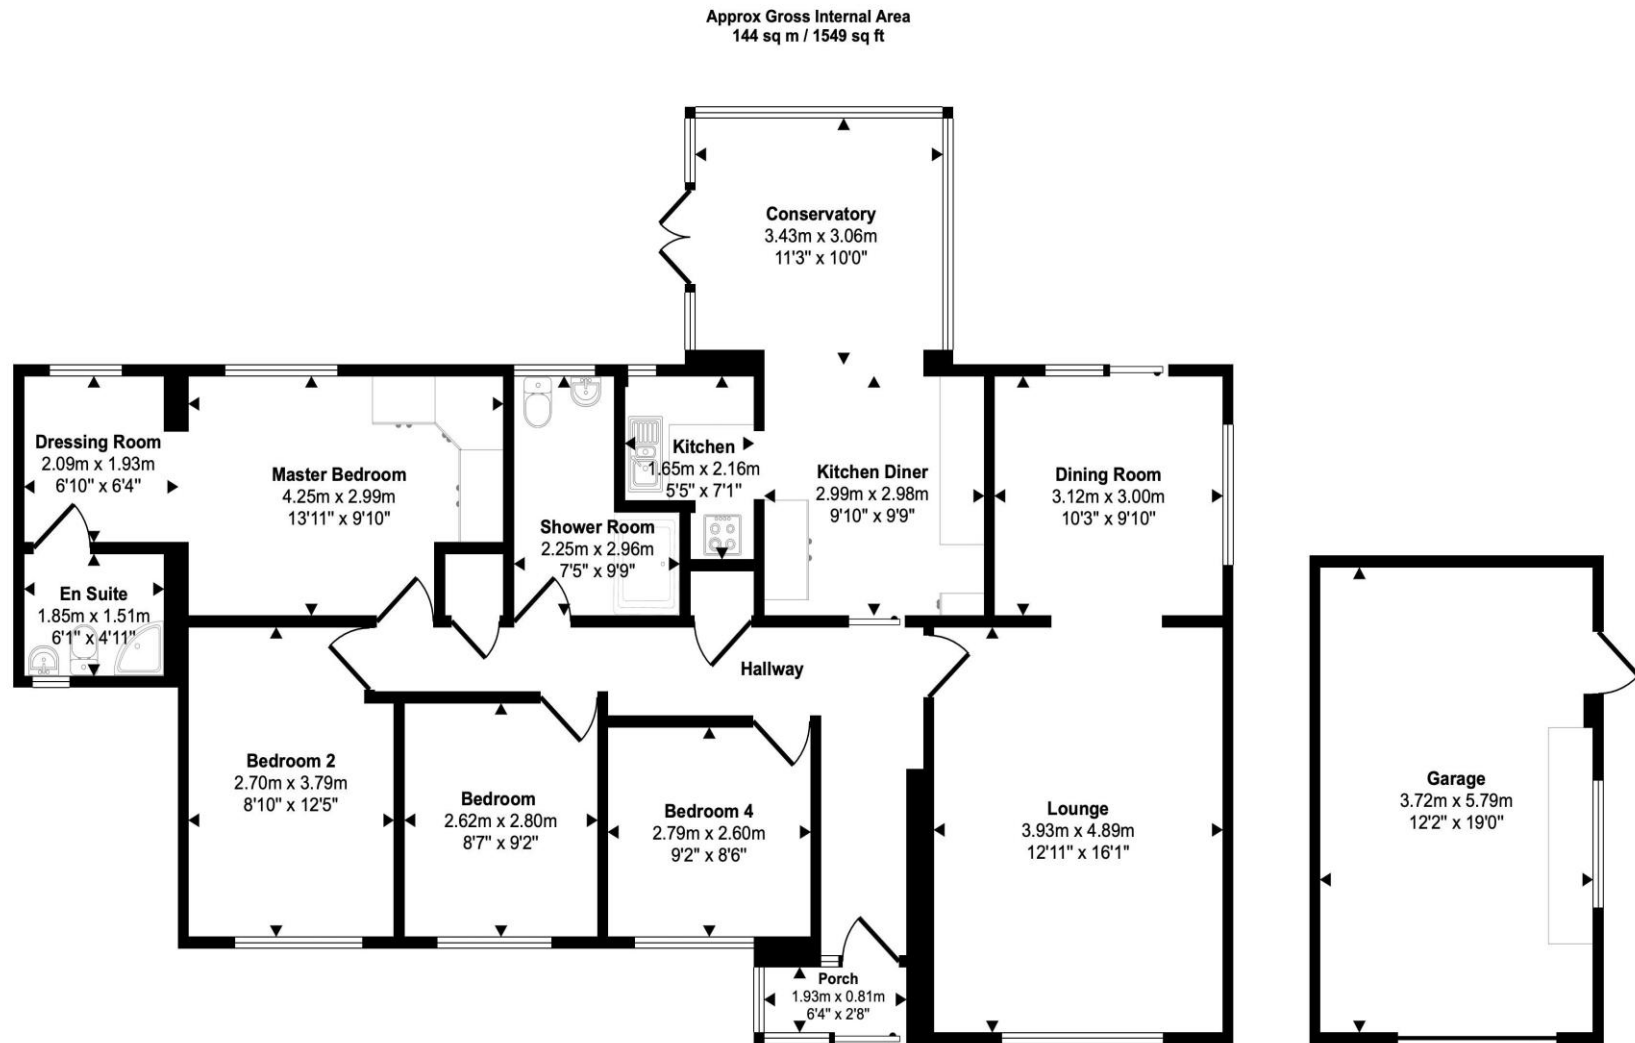 Approx Gross Internal Area
144 sq m / 1549 sq ft
Conservatory
3.43m x 3.06m
11'3" x 10'0"
Dressing Room
2.09m x 1.93m
6'10" x 6'4"
Master Bedroom
4.25m x 2.99m
13'11" x 9'10"
Kitchen
1.65m x 2.16m
5'5" x 7'1"
Kitchen Diner
2.99m x 2.98m
9'10" x 9'9"
Dining Room
3.12m x 3.00m
10'3" x 9'10"
Shower Room
2.25m x 2.96m
7'5" x 9'9"
En Suite
1.85m x 1.51m
6'1" x 4'11"
Hallway
Bedroom 2
2.70m x 3.79m
8'10" x 12'5"
Bedroom
2.62m x 2.80m
8'7" x 9'2"
Bedroom 4
2.79m x 2.60m
9'2" x 8'6"
Lounge
3.93m x 4.89m
12'11" x 16'1"
Garage
3.72m x 5.79m
12'2" x 19'0"
Porch
1.93m x 0.81m
6'4" x 2'8"